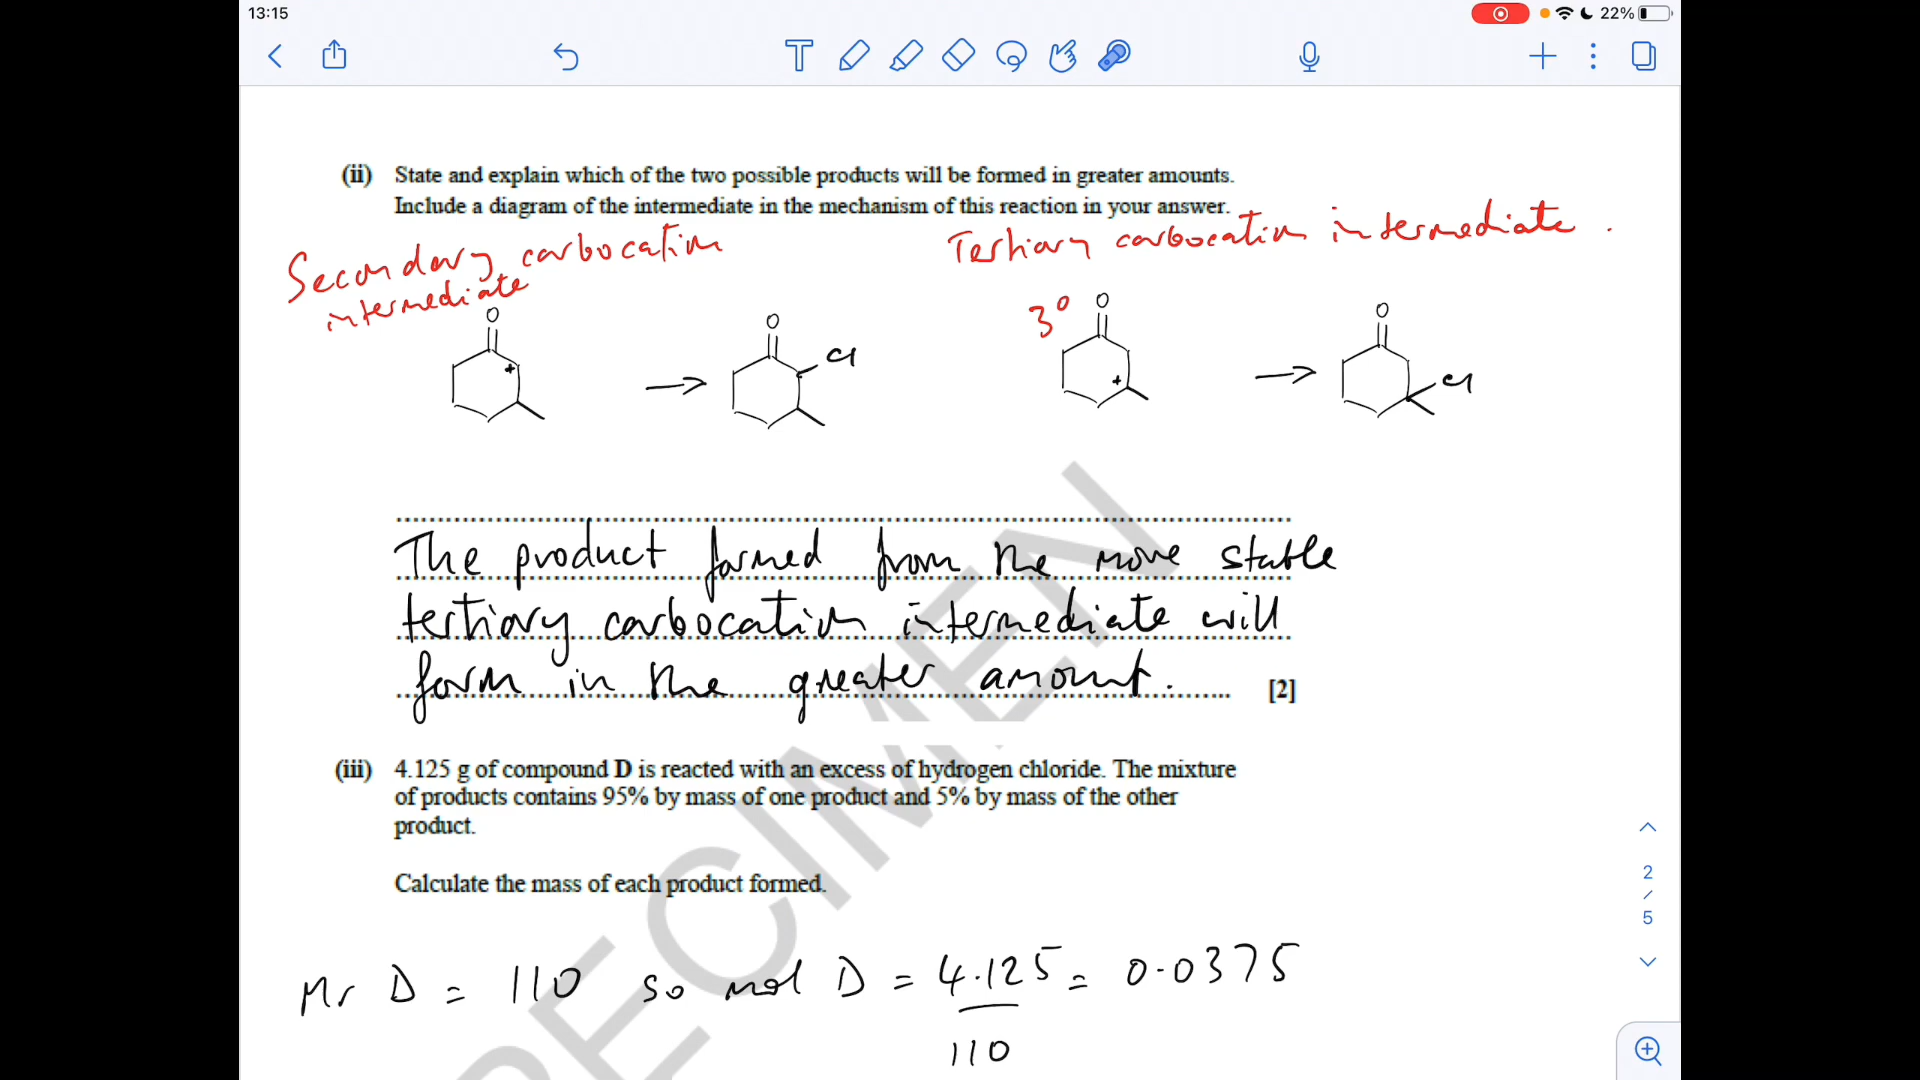 13:15
22%
(ii) State and explain which of the two possible products will be formed in greater amounts.
Include a diagram of the intermediate in the mechanism of this reaction in your answer.
Secondary carbocation
intermediate
Tertiary carbocation intermediate.
O
O
Cl
3° O
O
Cl
+
+
The product formed from the more stable
tertiary carbocation intermediate will
form in the greater amount.
[2]
(iii) 4.125 g of compound D is reacted with an excess of hydrogen chloride. The mixture
of products contains 95% by mass of one product and 5% by mass of the other
product.
Calculate the mass of each product formed.
Mr D = 110 so mol D = 4.125 = 0.0375
110
SPECIMEN
2
/
5